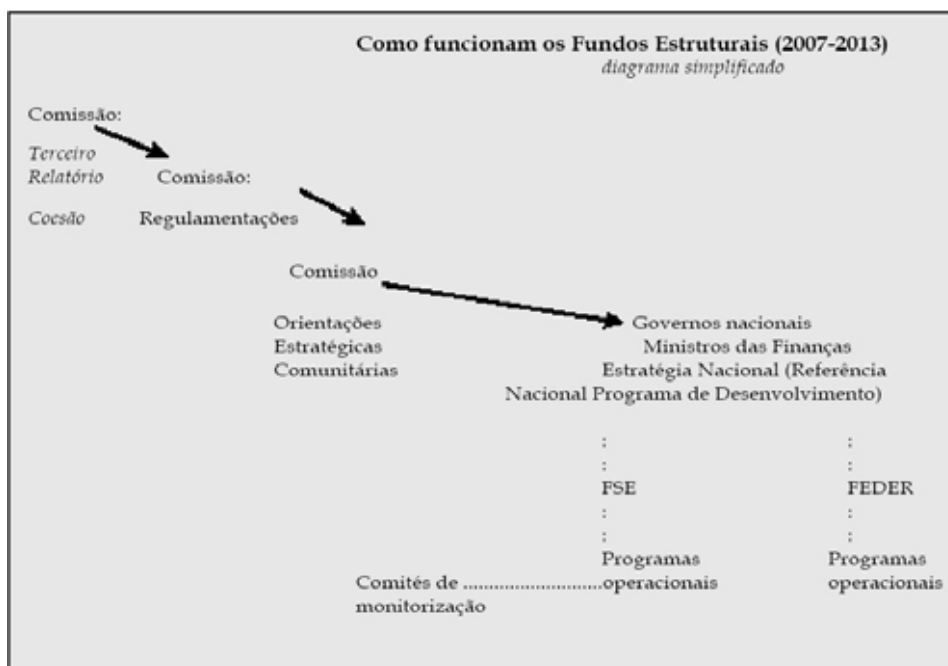 Como funcionam os Fundos Estruturais (2007-2013)
diagrama simplificado
Comissão:
Terceiro
Relatório Comissão:
Coesão Regulamentações
Comissão
Orientações Governos nacionais
Estratégicas Ministros das Finanças
Comunitárias Estratégia Nacional (Referência
Nacional Programa de Desenvolvimento)
: :
: :
FSE FEDER
: :
: :
Programas Programas
Comités de ...........................operacionais operacionais
monitorização